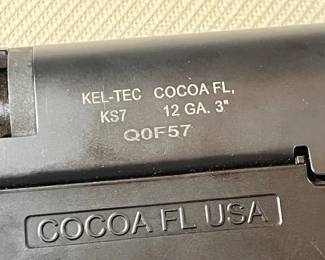 KEL-TEC COCOA FL,
KS7 12 GA. 3"
Q0F57
COCOA FL USA